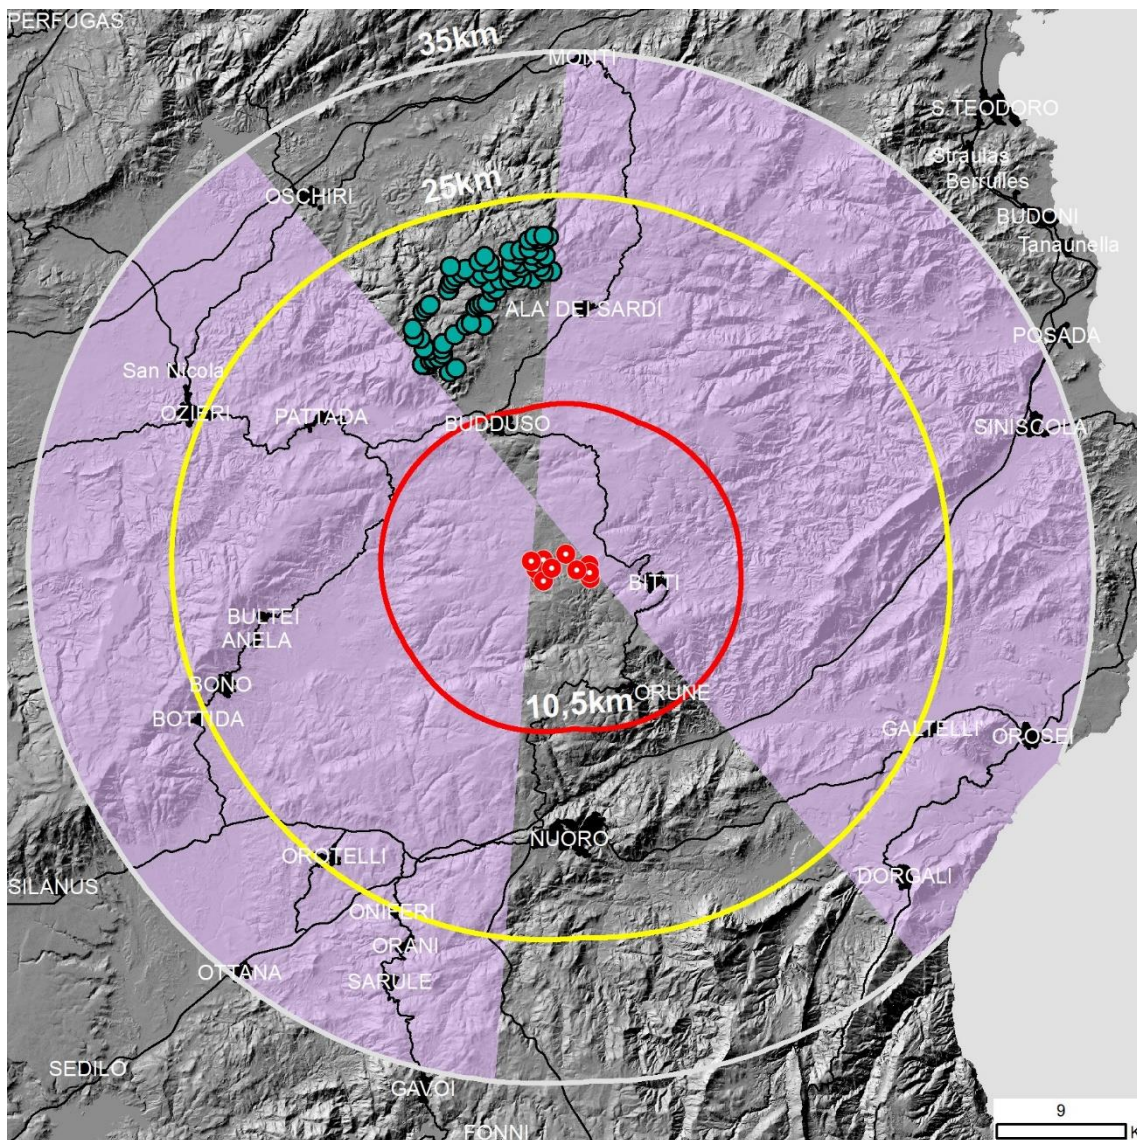 PERFUGAS
35km
MONTI
S.TEODORO
Straulas
Berrulles
25km
OSCHIRI
BUDONI
Tanaunella
ALA' DEI SARDI
POSADA
San Nicola
OZIERI
PATTADA
BUDDUSO
SINISCOLA
BITTI
BULTEI
ANELA
BONO
ORUNE
10,5km
BOTTIDA
GALTELLI'
OROSEI
NUORO
OROTELLI
SILANUS
DORGALI
ONIFERI
ORANI
OTTANA
SARULE
SEDILO
GAVOI
9
FONNI